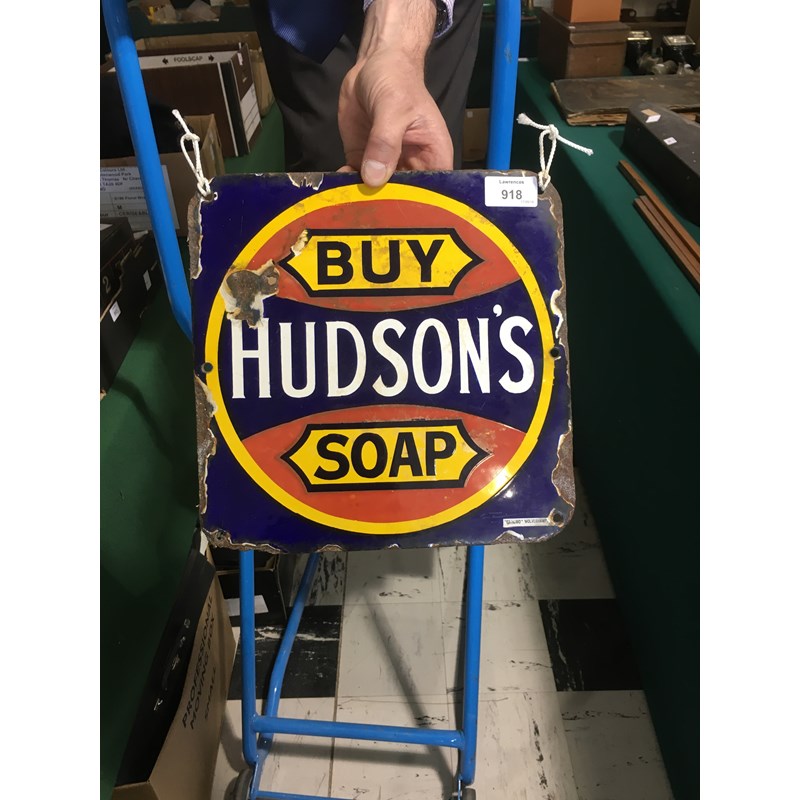 FOOLSCAP
Lawrences
918
BUY
HUDSON'S
SOAP